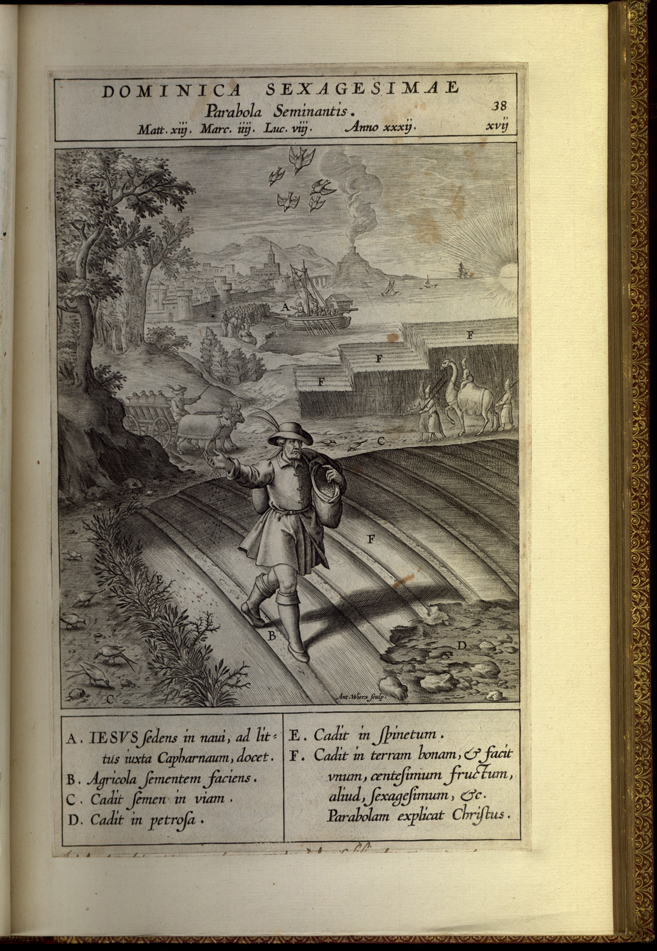 DOMINICA SEXAGESIMAE
Parabola Seminantis.
38
Matt. xiij. Marc. iiij. Luc. viij. Anno xxxij.
xvij
A
F
F
F
C
F
E
B
D
C
Ant. Wierx sculp.
A. IESVS ſedens in naui, ad lit-
tus iuxta Capharnaum, docet.
B. Agricola ſementem faciens.
C. Cadit ſemen in viam.
D. Cadit in petroſa.
E. Cadit in ſpinetum.
F. Cadit in terram bonam, & facit
vnum, centeſimum fructum,
aliud, ſexageſimum, &c.
Parabolam explicat Chriſtus.